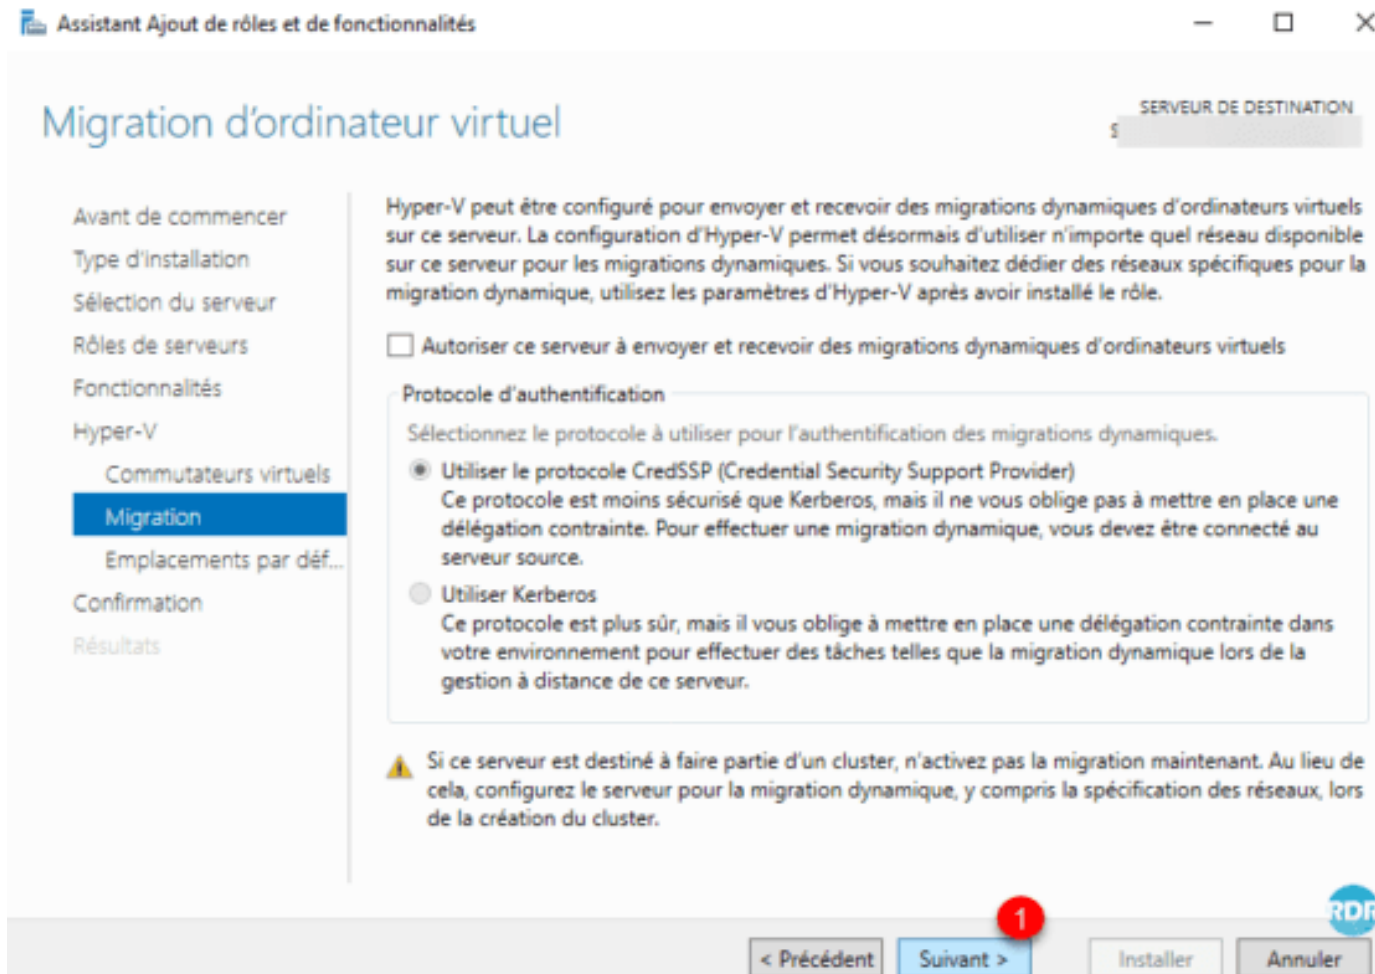 Assistant Ajout de rôles et de fonctionnalités
Migration d'ordinateur virtuel
SERVEUR DE DESTINATION
S
Avant de commencer
Type d'installation
Sélection du serveur
Rôles de serveurs
Fonctionnalités
Hyper-V
Commutateurs virtuels
Migration
Emplacements par déf...
Confirmation
Résultats
Hyper-V peut être configuré pour envoyer et recevoir des migrations dynamiques d'ordinateurs virtuels
sur ce serveur. La configuration d'Hyper-V permet désormais d'utiliser n'importe quel réseau disponible
sur ce serveur pour les migrations dynamiques. Si vous souhaitez dédier des réseaux spécifiques pour la
migration dynamique, utilisez les paramètres d'Hyper-V après avoir installé le rôle.
Autoriser ce serveur à envoyer et recevoir des migrations dynamiques d'ordinateurs virtuels
Protocole d'authentification
Sélectionnez le protocole à utiliser pour l'authentification des migrations dynamiques.
Utiliser le protocole CredSSP (Credential Security Support Provider)
Ce protocole est moins sécurisé que Kerberos, mais il ne vous oblige pas à mettre en place une
délégation contrainte. Pour effectuer une migration dynamique, vous devez être connecté au
serveur source.
Utiliser Kerberos
Ce protocole est plus sûr, mais il vous oblige à mettre en place une délégation contrainte dans
votre environnement pour effectuer des tâches telles que la migration dynamique lors de la
gestion à distance de ce serveur.
Si ce serveur est destiné à faire partie d'un cluster, n'activez pas la migration maintenant. Au lieu de
cela, configurez le serveur pour la migration dynamique, y compris la spécification des réseaux, lors
de la création du cluster.
1
RDR
< Précédent
Suivant >
Installer
Annuler